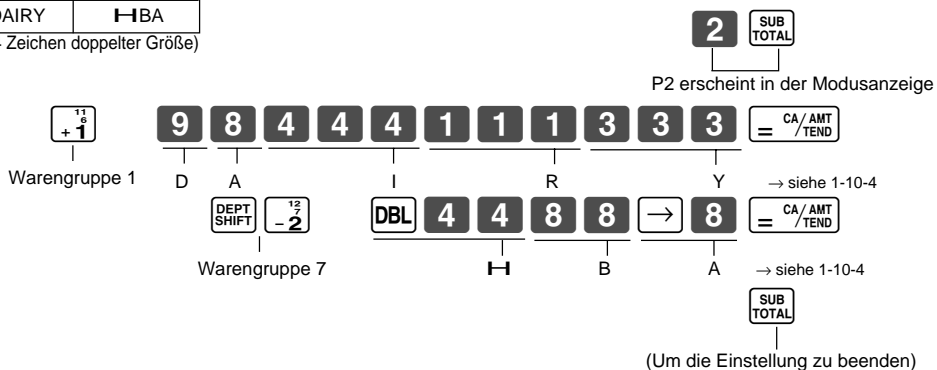 DAIRY HBA
Zeichen doppelter Größe)
2 SUB TOTAL
P2 erscheint in der Modusanzeige
11 6 +1 9 8 4 4 4 1 1 1 3 3 3 = CA/AMT TEND
Warengruppe 1 D A I R Y → siehe 1-10-4
DEPT SHIFT 12 7 -2 DBL 4 4 8 8 → 8 = CA/AMT TEND
Warengruppe 7 H B A → siehe 1-10-4
SUB TOTAL
(Um die Einstellung zu beenden)